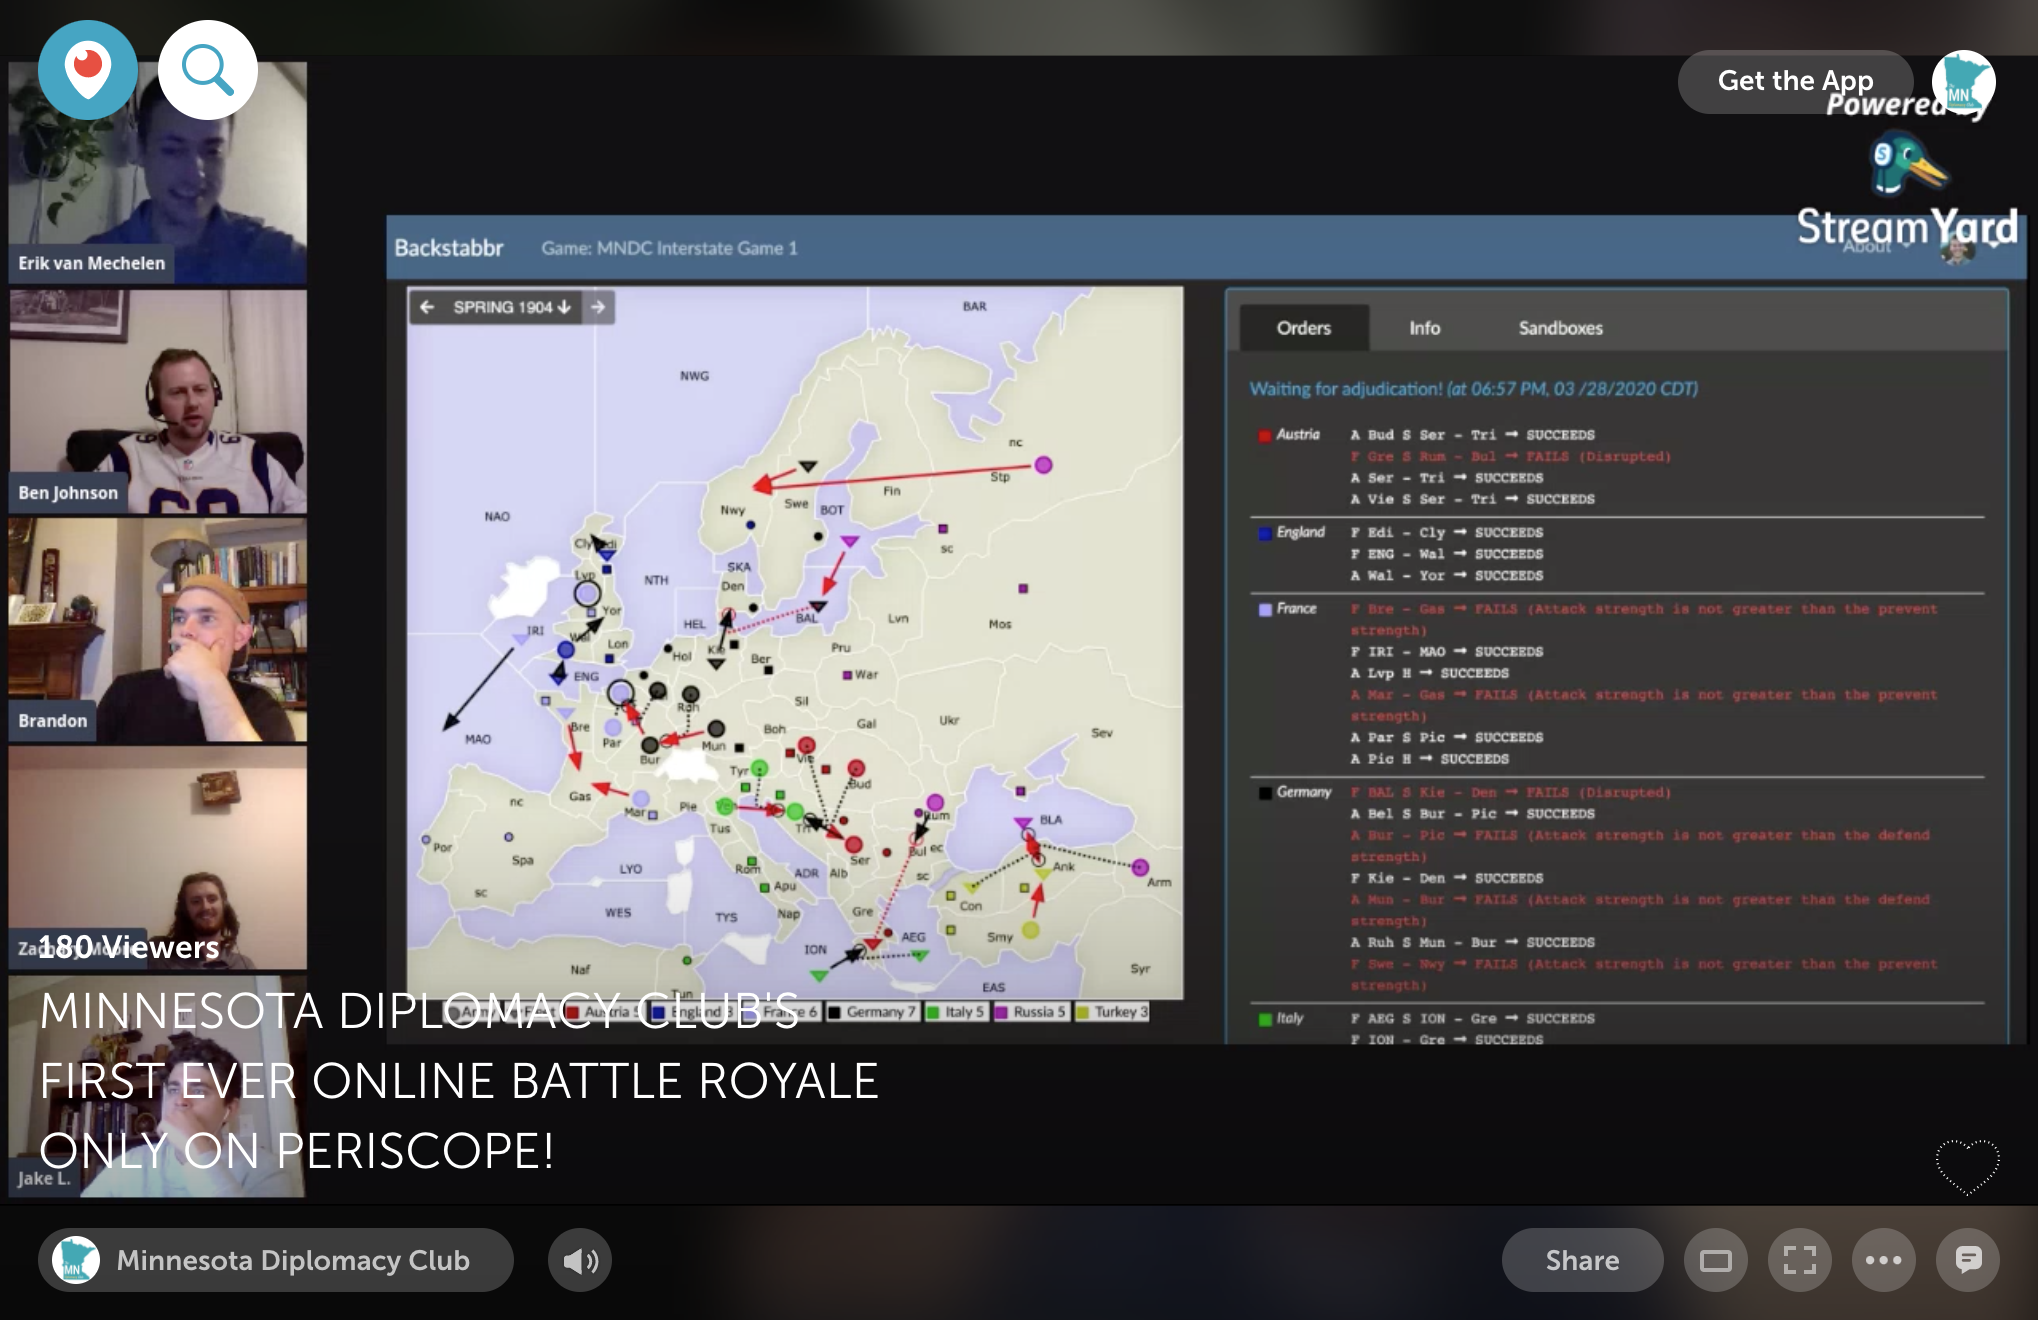 Get the App
MN
Powered by
StreamYard
Erik van Mechelen
Ben Johnson
Brandon
180 Viewers
MINNESOTA DIPLOMACY CLUB'S
FIRST EVER ONLINE BATTLE ROYALE
ONLY ON PERISCOPE!
Jake L.
Backstabbr
Game: MNDC Interstate Game 1
About
← SPRING 1904 ↓ →
BAR
NWG
nc
Stp
Fin
Swe
BOT
Nwy
NAO
sc
Cly
Edi
SKA
NTH
Den
Lvp
Yor
IRI
HEL
BAL
Lvn
Mos
Wal
Lon
Hol
Kie
Ber
Pru
War
ENG
Ruh
Sil
Bre
Par
Mun
Boh
Gal
Ukr
Sev
MAO
Bur
Tyr
Vie
Bud
nc
Gas
Mar
Pie
Ven
Tus
Tri
Rum
BLA
Por
Spa
Ser
Bul
ec
Ank
LYO
Rom
ADR
Alb
sc
Arm
sc
Apu
Con
WES
TYS
Nap
Gre
Smy
ION
AEG
Naf
Tun
EAS
Syr
Austria 5
England 3
France 6
Germany 7
Italy 5
Russia 5
Turkey 3
Orders
Info
Sandboxes
Waiting for adjudication! (at 06:57 PM, 03 /28/2020 CDT)
Austria
A Bud S Ser - Tri → SUCCEEDS
F Gre S Rum - Bul → FAILS (Disrupted)
A Ser - Tri → SUCCEEDS
A Vie S Ser - Tri → SUCCEEDS
England
F Edi - Cly → SUCCEEDS
F ENG - Wal → SUCCEEDS
A Wal - Yor → SUCCEEDS
France
F Bre - Gas → FAILS (Attack strength is not greater than the prevent
strength)
F IRI - MAO → SUCCEEDS
A Lvp H → SUCCEEDS
A Mar - Gas → FAILS (Attack strength is not greater than the prevent
strength)
A Par S Pic → SUCCEEDS
A Pic H → SUCCEEDS
Germany
F BAL S Kie - Den → FAILS (Disrupted)
A Bel S Bur - Pic → SUCCEEDS
A Bur - Pic → FAILS (Attack strength is not greater than the defend
strength)
F Kie - Den → SUCCEEDS
A Mun - Bur → FAILS (Attack strength is not greater than the defend
strength)
A Ruh S Mun - Bur → SUCCEEDS
F Swe - Nwy → FAILS (Attack strength is not greater than the prevent
strength)
Italy
F AEG S ION - Gre → SUCCEEDS
F ION - Gre → SUCCEEDS
MN
Minnesota Diplomacy Club
Share